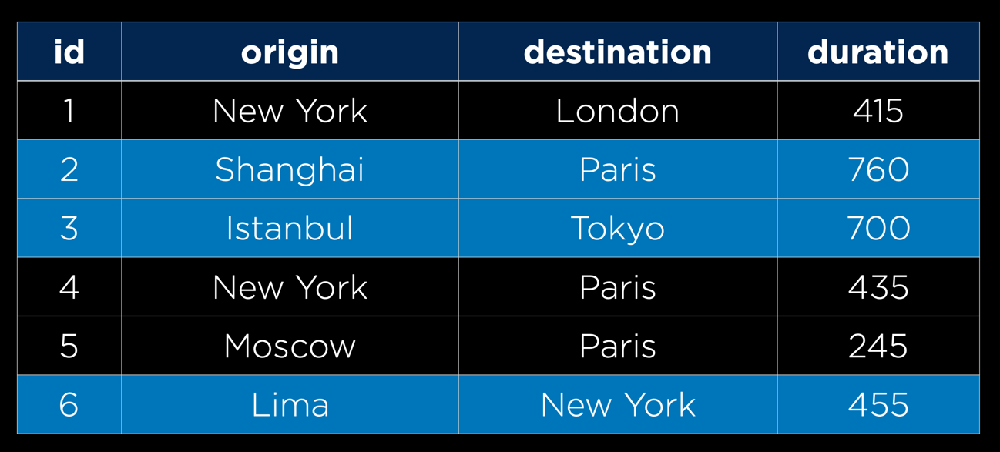 id origin destination duration
1 New York London 415
2 Shanghai Paris 760
3 Istanbul Tokyo 700
4 New York Paris 435
5 Moscow Paris 245
6 Lima New York 455